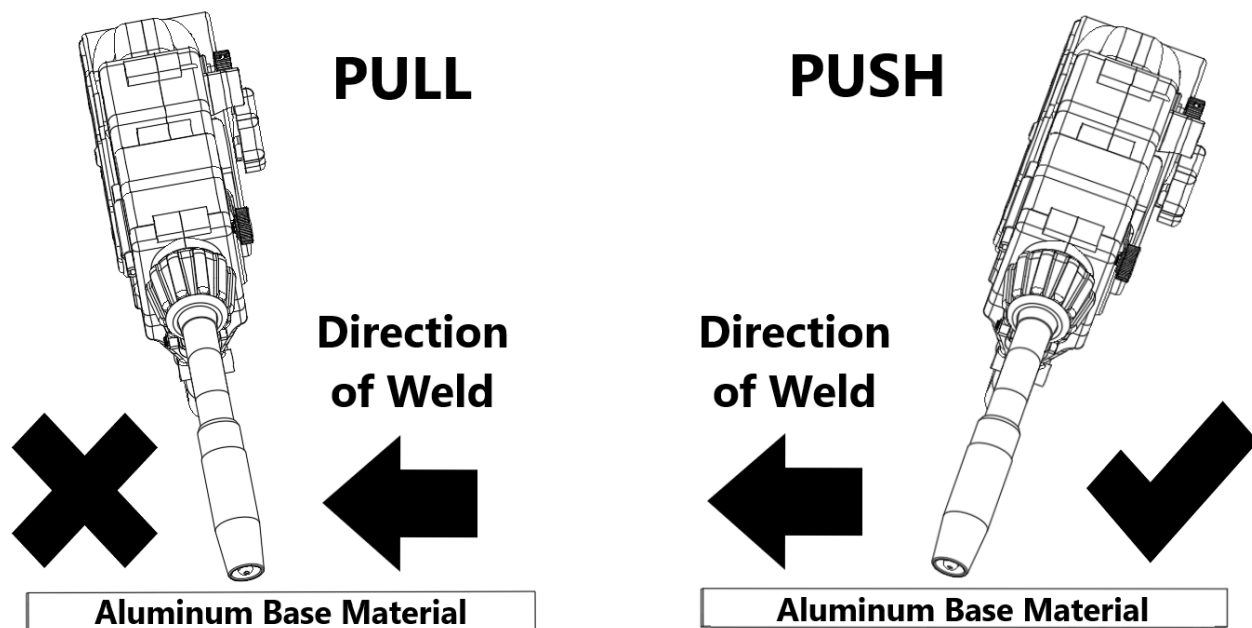 PULL
Direction
of Weld
Aluminum Base Material
PUSH
Direction
of Weld
Aluminum Base Material